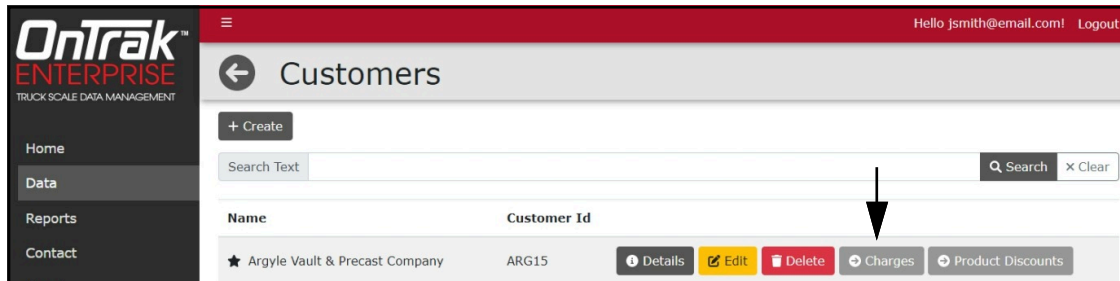 OnTrak™
ENTERPRISE
TRUCK SCALE DATA MANAGEMENT
Home
Data
Reports
Contact
Hello jsmith@email.com! Logout
Customers
+ Create
Search Text Search × Clear
Name Customer Id
Argyle Vault & Precast Company ARG15 Details Edit Delete Charges Product Discounts